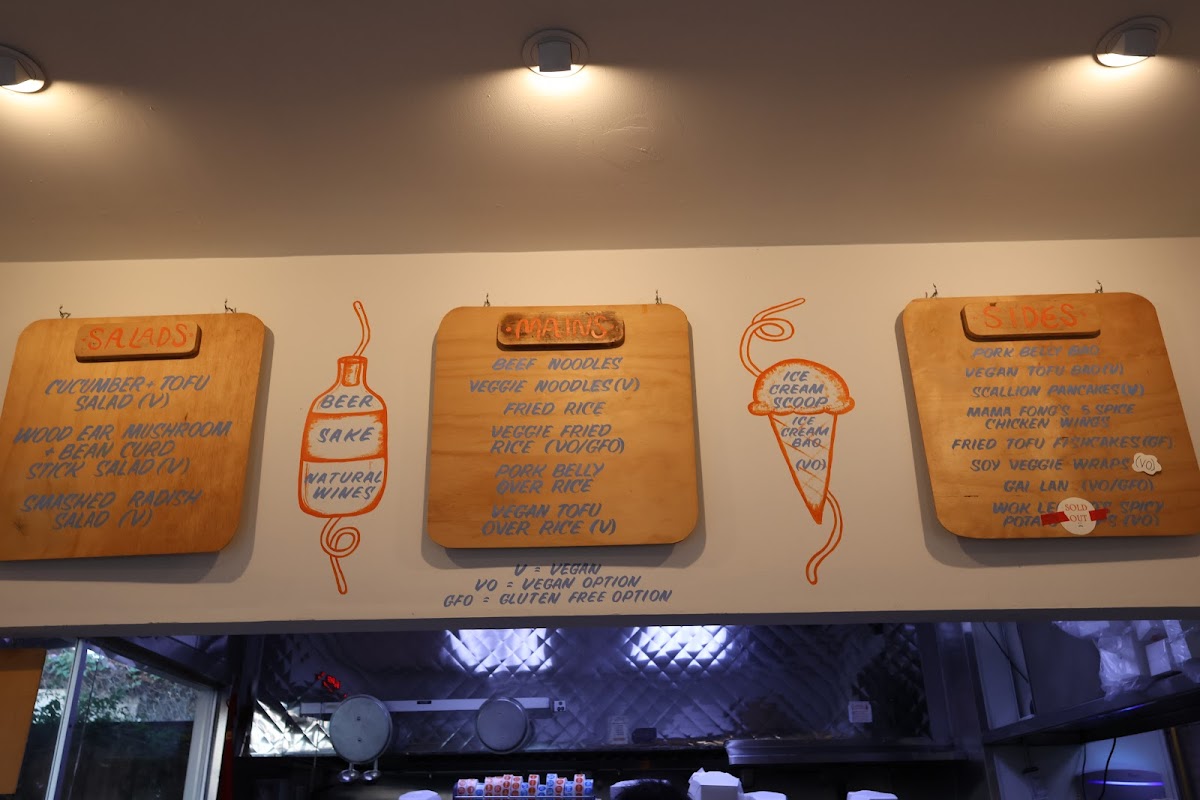 SALADS
CUCUMBER + TOFU
SALAD (V)
WOOD EAR MUSHROOM
+ BEAN CURD
STICK SALAD (V)
SMASHED RADISH
SALAD (V)
BEER
SAKE
NATURAL
WINES
MAINS
BEEF NOODLES
VEGGIE NOODLES (V)
FRIED RICE
VEGGIE FRIED
RICE (VO/GFO)
PORK BELLY
OVER RICE
VEGAN TOFU
OVER RICE (V)
V = VEGAN
VO = VEGAN OPTION
GFO = GLUTEN FREE OPTION
ICE
CREAM
SCOOP
ICE
CREAM
BAO
(VO)
SIDES
PORK BELLY BAO
VEGAN TOFU BAO (V)
SCALLION PANCAKES (V)
MAMA FONG'S 5 SPICE
CHICKEN WINGS
FRIED TOFU FISHCAKES (GF)
SOY VEGGIE WRAPS (VO)
GAI LAN (VO/GFO)
WOK SPICY
(VO)
SOLD
OUT